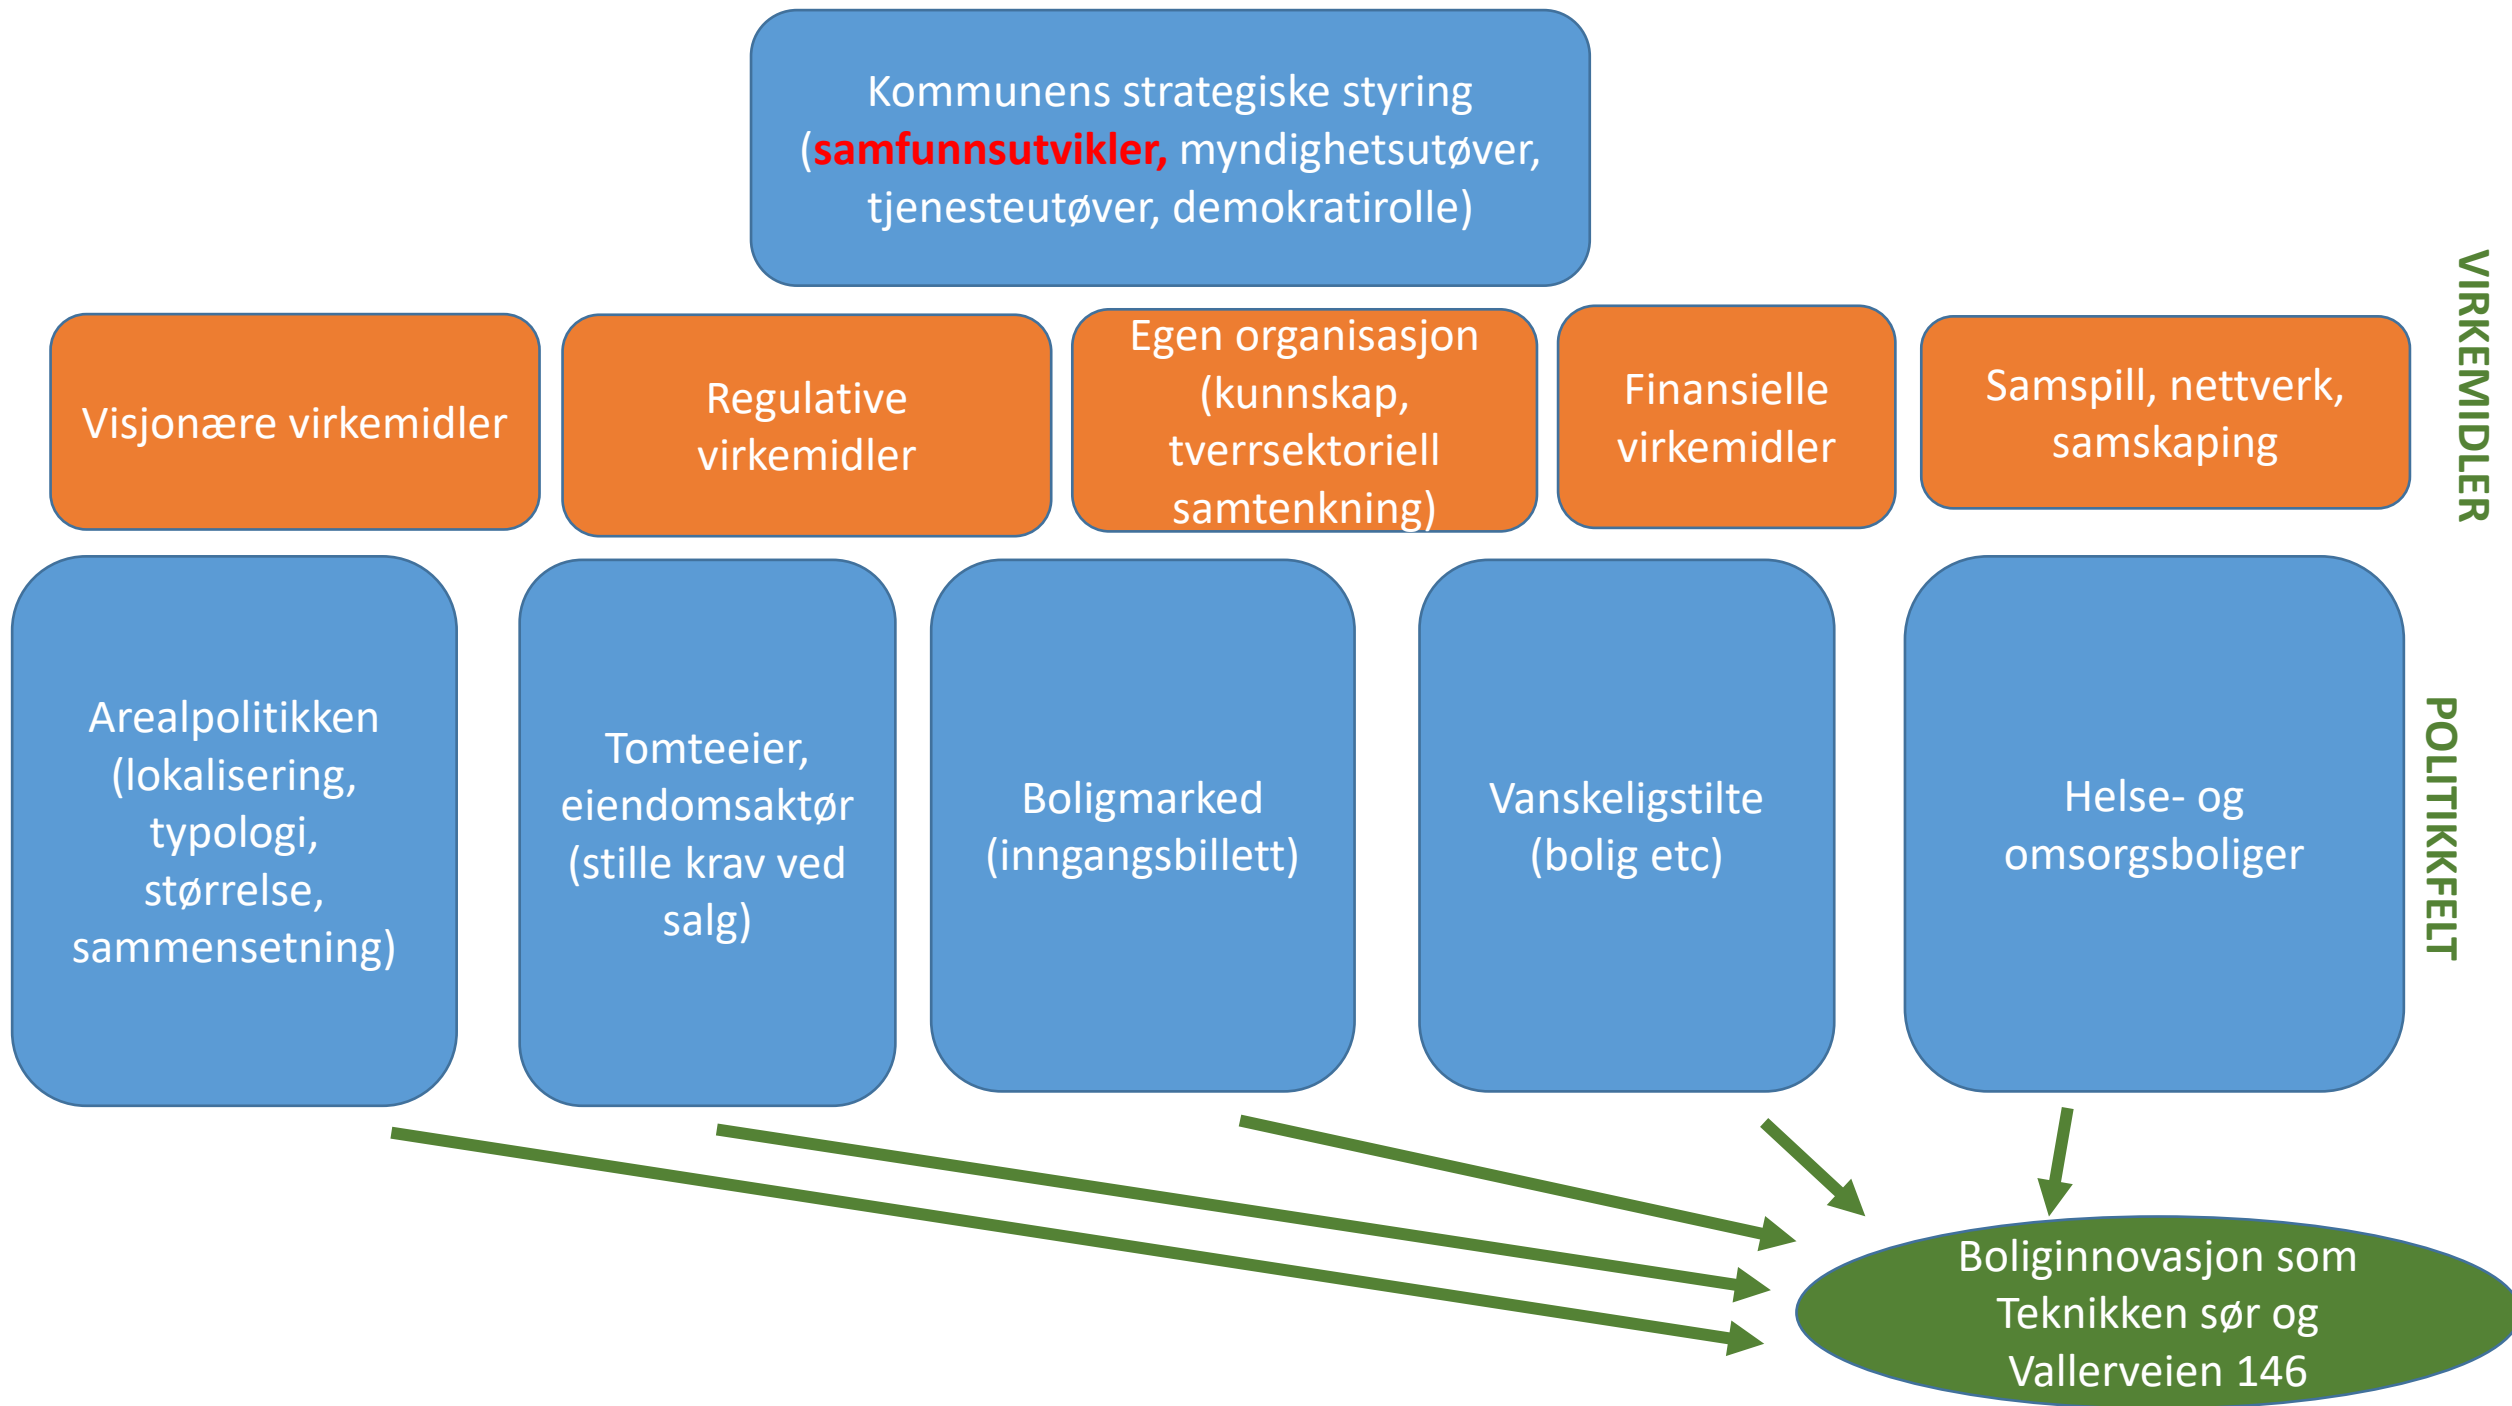 Kommunens strategiske styring
(samfunnsutvikler, myndighetsutøver,
tjenesteutøver, demokratirolle)
VIRKEMIDLER
Visjonære virkemidler
Regulative
virkemidler
Egen organisasjon
(kunnskap,
tverrsektoriell
samtenkning)
Finansielle
virkemidler
Samspill, nettverk,
samskaping
POLITIKKFELT
Arealpolitikken
(lokalisering,
typologi,
størrelse,
sammensetning)
Tomteeier,
eiendomsaktør
(stille krav ved
salg)
Boligmarked
(inngangsbillett)
Vanskeligstilte
(bolig etc)
Helse- og
omsorgsboliger
Boliginnovasjon som
Teknikken sør og
Vallerveien 146